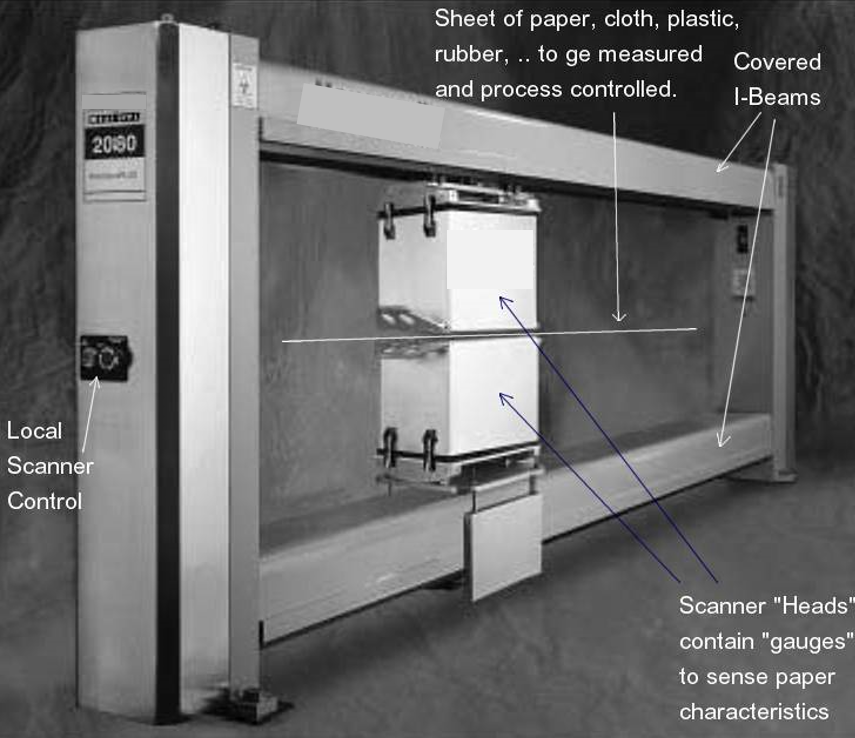 Sheet of paper, cloth, plastic,
rubber, .. to ge measured
and process controlled.
Covered
I-Beams
2080
Local
Scanner
Control
Scanner "Heads"
contain "gauges"
to sense paper
characteristics